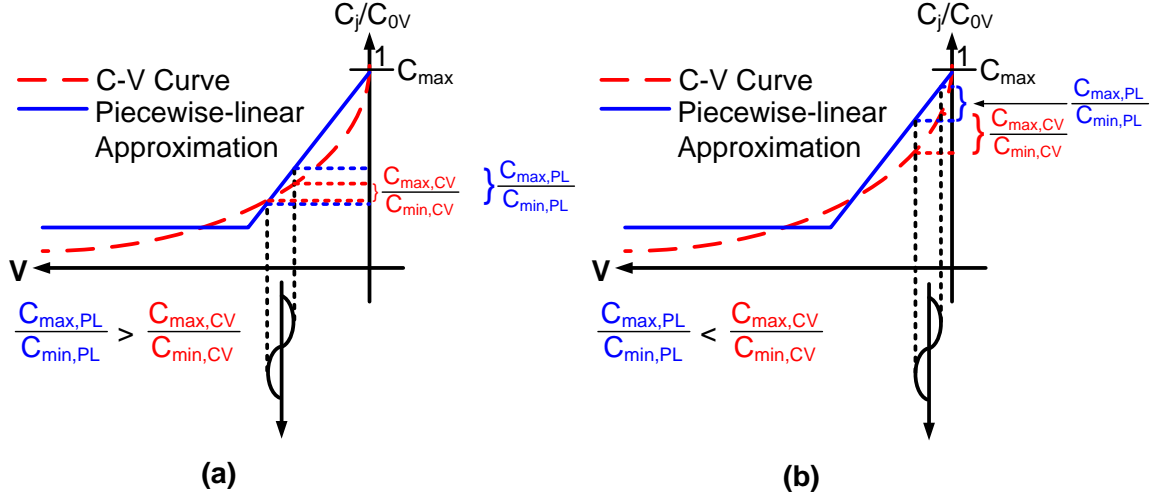 C_j/C_0V
1
C_max
C-V Curve
Piecewise-linear
Approximation
} C_max,CV / C_min,CV
} C_max,PL / C_min,PL
V
C_max,PL / C_min,PL > C_max,CV / C_min,CV
(a)
C_j/C_0V
1
C_max
C-V Curve
Piecewise-linear
Approximation
} C_max,PL / C_min,PL
} C_max,CV / C_min,CV
V
C_max,PL / C_min,PL < C_max,CV / C_min,CV
(b)